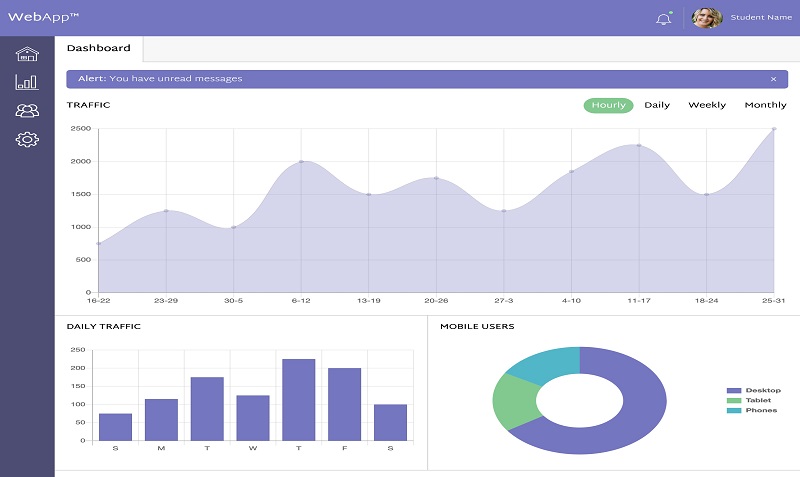 WebApp™
Student Name
Dashboard
Alert: You have unread messages ×
TRAFFIC
Hourly Daily Weekly Monthly
2500
2000
1500
1000
500
0
16-22 23-29 30-5 6-12 13-19 20-26 27-3 4-10 11-17 18-24 25-31
DAILY TRAFFIC
250
200
150
100
50
0
S M T W T F S
MOBILE USERS
Desktop
Tablet
Phones